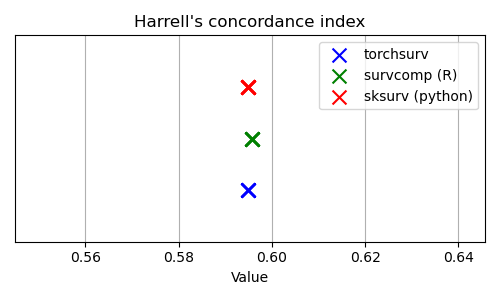 Harrell's concordance index
torchsurv
survcomp (R)
sksurv (python)
0.56 0.58 0.60 0.62 0.64
Value